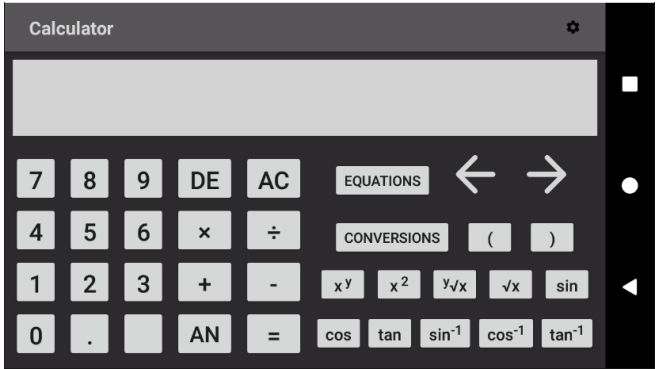 Calculator
7 8 9 DE AC EQUATIONS ← →
4 5 6 × ÷ CONVERSIONS ( )
1 2 3 + - xʸ x² ʸ√x √x sin
0 . AN = cos tan sin⁻¹ cos⁻¹ tan⁻¹